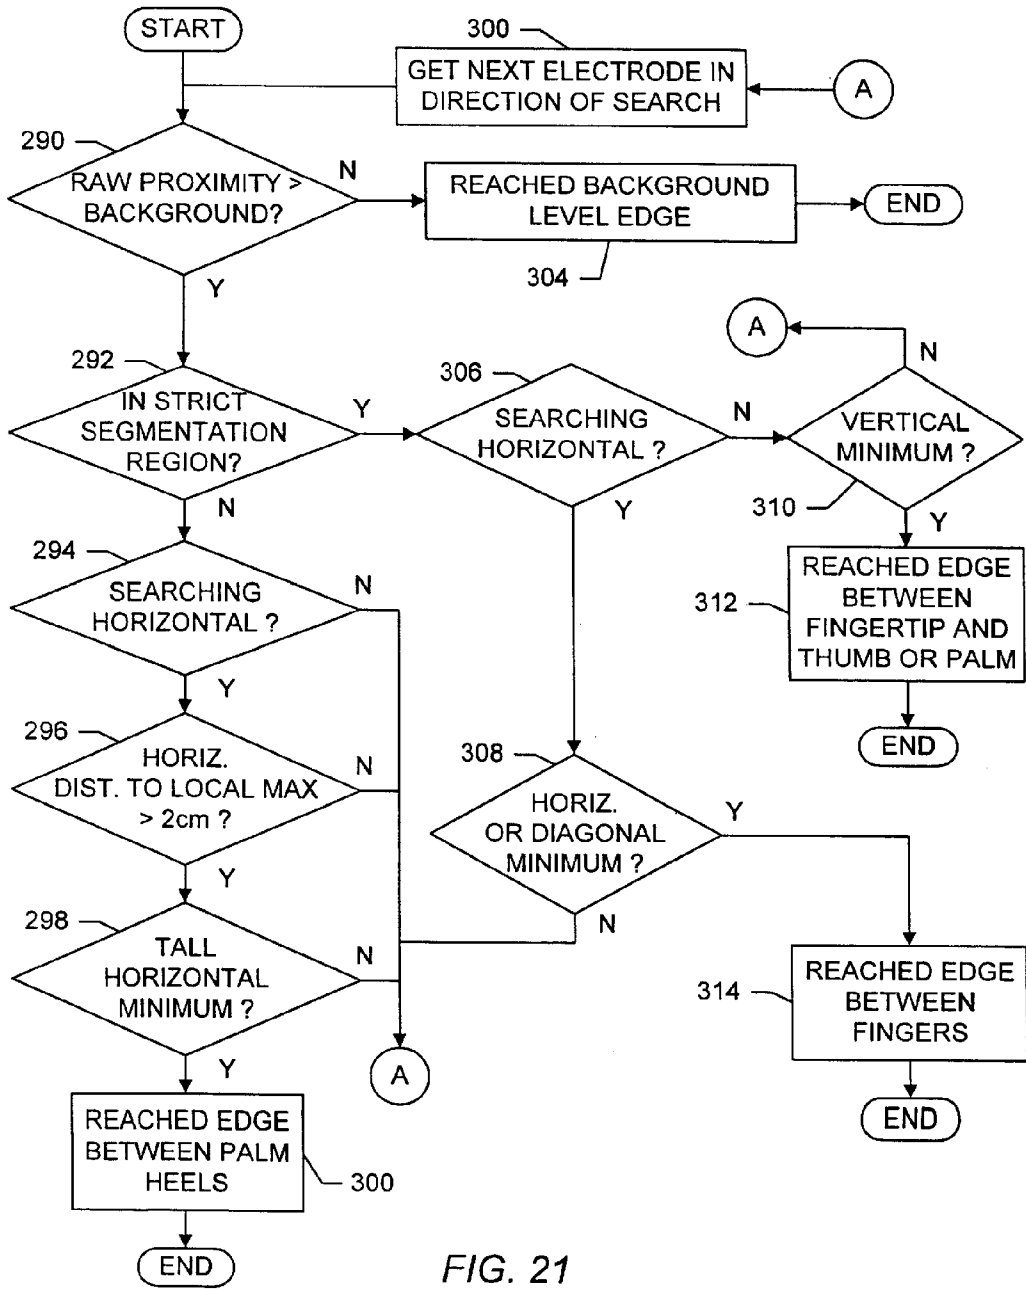 START
300
GET NEXT ELECTRODE IN
DIRECTION OF SEARCH
A
290
RAW PROXIMITY >
BACKGROUND?
N
Y
REACHED BACKGROUND
LEVEL EDGE
304
END
A
N
292
IN STRICT
SEGMENTATION
REGION?
Y
N
306
SEARCHING
HORIZONTAL ?
N
Y
VERTICAL
MINIMUM ?
310
Y
294
SEARCHING
HORIZONTAL ?
N
Y
312
REACHED EDGE
BETWEEN
FINGERTIP AND
THUMB OR PALM
END
296
HORIZ.
DIST. TO LOCAL MAX
> 2cm ?
N
Y
308
HORIZ.
OR DIAGONAL
MINIMUM ?
Y
N
298
TALL
HORIZONTAL
MINIMUM ?
N
Y
A
314
REACHED EDGE
BETWEEN
FINGERS
END
REACHED EDGE
BETWEEN PALM
HEELS
300
END
FIG. 21